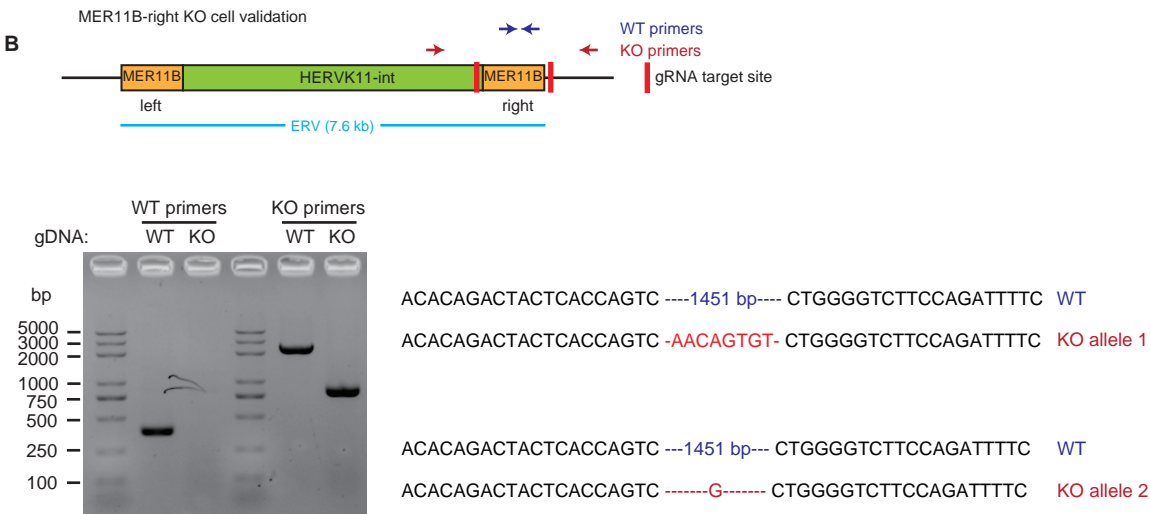 MER11B-right KO cell validation
B
WT primers
KO primers
MER11B HERVK11-int MER11B
gRNA target site
left right
ERV (7.6 kb)
WT primers KO primers
gDNA: WT KO WT KO
bp
5000
3000
2000
1000
750
500
250
100
ACACAGACTACTCACCAGTC ----1451 bp---- CTGGGGTCTTCCAGATTTTC WT
ACACAGACTACTCACCAGTC -AACAGTGT- CTGGGGTCTTCCAGATTTTC KO allele 1
ACACAGACTACTCACCAGTC ---1451 bp--- CTGGGGTCTTCCAGATTTTC WT
ACACAGACTACTCACCAGTC -------G------- CTGGGGTCTTCCAGATTTTC KO allele 2